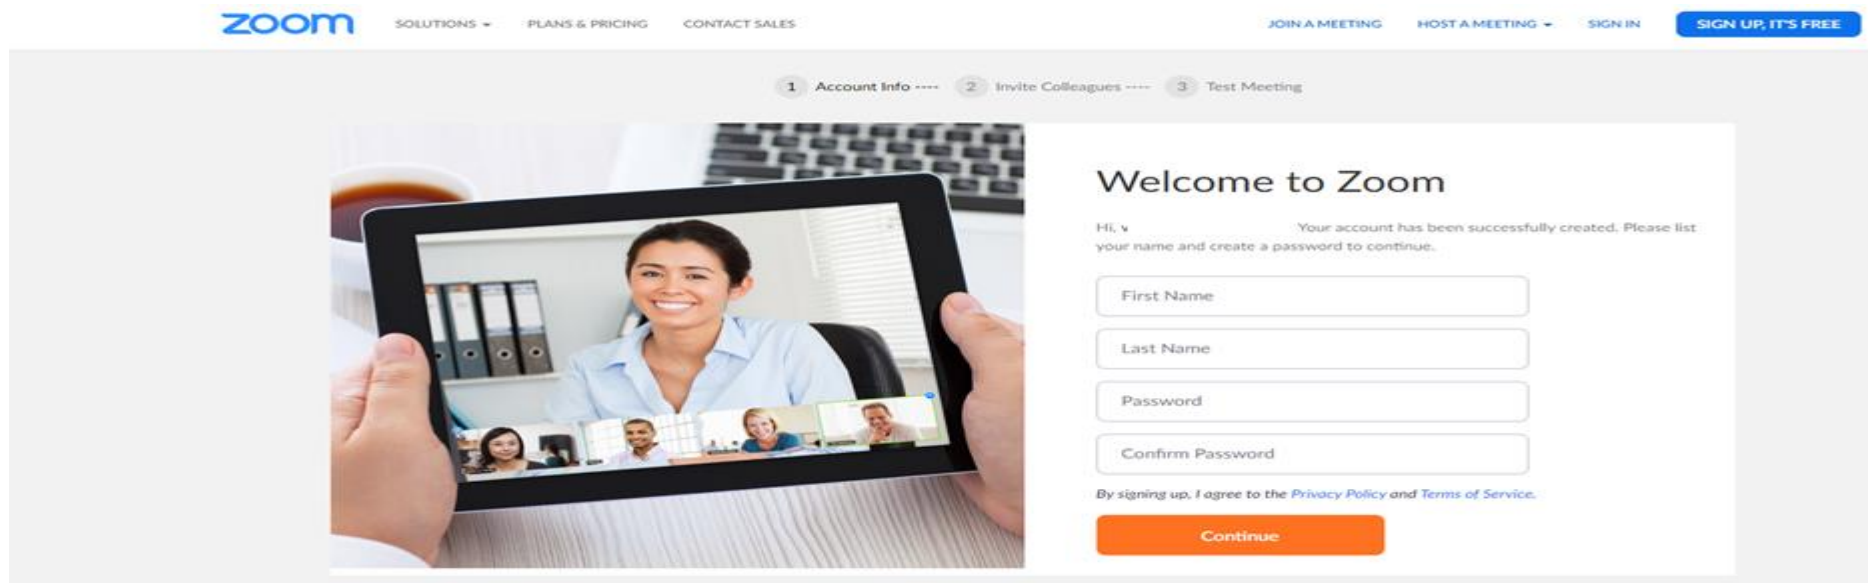 zoom SOLUTIONS PLANS & PRICING CONTACT SALES JOIN A MEETING HOST A MEETING SIGN IN SIGN UP, IT'S FREE
1 Account Info ---- 2 Invite Colleagues ---- 3 Test Meeting
Welcome to Zoom
Hi, Your account has been successfully created. Please list
your name and create a password to continue.
First Name
Last Name
Password
Confirm Password
By signing up, I agree to the Privacy Policy and Terms of Service.
Continue